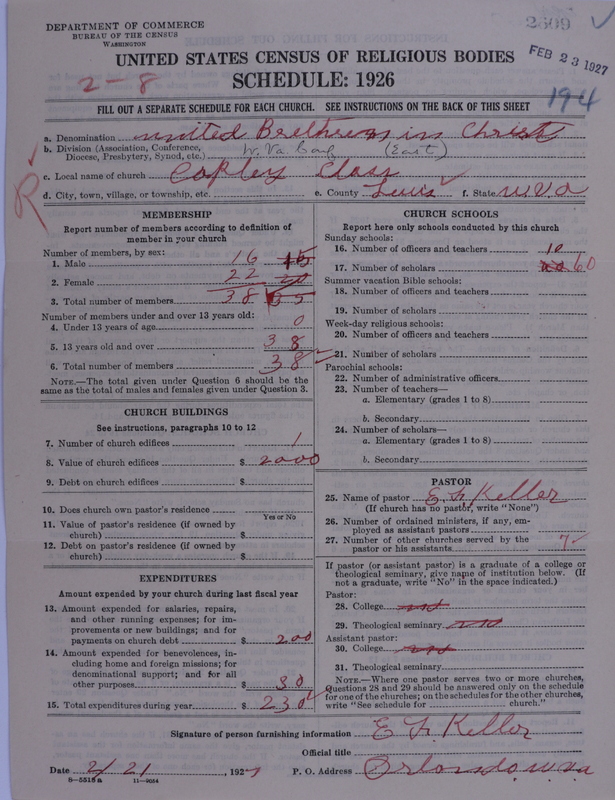 DEPARTMENT OF COMMERCE
BUREAU OF THE CENSUS
WASHINGTON
2609
FEB 23 1927
UNITED STATES CENSUS OF RELIGIOUS BODIES
2-8
SCHEDULE: 1926
194
FILL OUT A SEPARATE SCHEDULE FOR EACH CHURCH. SEE INSTRUCTIONS ON THE BACK OF THIS SHEET
a. Denomination United Brethren in Christ
b. Division (Association, Conference, Diocese, Presbytery, Synod, etc.) W. Va Conf (East)
c. Local name of church Copley Class
d. City, town, village, or township, etc. e. County Lewis f. State W Va
R
MEMBERSHIP
Report number of members according to definition of
member in your church
Number of members, by sex:
1. Male 16 15
2. Female 22 20
3. Total number of members 38 35
Number of members under and over 13 years old:
4. Under 13 years of age 0
5. 13 years old and over 38
6. Total number of members 38
NOTE.—The total given under Question 6 should be the
same as the total of males and females given under Question 3.
CHURCH BUILDINGS
See instructions, paragraphs 10 to 12
7. Number of church edifices 1
8. Value of church edifices $ 2000
9. Debt on church edifices $
10. Does church own pastor's residence
Yes or No
11. Value of pastor's residence (if owned by
church) $
12. Debt on pastor's residence (if owned by
church) $
EXPENDITURES
Amount expended by your church during last fiscal year
13. Amount expended for salaries, repairs,
and other running expenses; for im-
provements or new buildings; and for
payments on church debt $ 200
14. Amount expended for benevolences, in-
cluding home and foreign missions; for
denominational support; and for all
other purposes $ 30
15. Total expenditures during year $ 230
CHURCH SCHOOLS
Report here only schools conducted by this church
Sunday schools:
16. Number of officers and teachers 10
17. Number of scholars 60
Summer vacation Bible schools:
18. Number of officers and teachers
19. Number of scholars
Week-day religious schools:
20. Number of officers and teachers
21. Number of scholars
Parochial schools:
22. Number of administrative officers
23. Number of teachers—
a. Elementary (grades 1 to 8)
b. Secondary
24. Number of scholars—
a. Elementary (grades 1 to 8)
b. Secondary
PASTOR
25. Name of pastor E F Keller
(If church has no pastor, write "None")
26. Number of ordained ministers, if any, em-
ployed as assistant pastors
27. Number of other churches served by the
pastor or his assistants 7
If pastor (or assistant pastor) is a graduate of a college or
theological seminary, give name of institution below. (If
not a graduate, write "No" in the space indicated.)
Pastor:
28. College
29. Theological seminary
Assistant pastor:
30. College
31. Theological seminary
NOTE.—Where one pastor serves two or more churches,
Questions 28 and 29 should be answered only on the schedule
for one of the churches; on the schedules for the other churches,
write "See schedule for church."
Signature of person furnishing information E F Keller
Official title
Date 2/21, 1927 P. O. Address Orlando W Va
8—5518a 11—9054